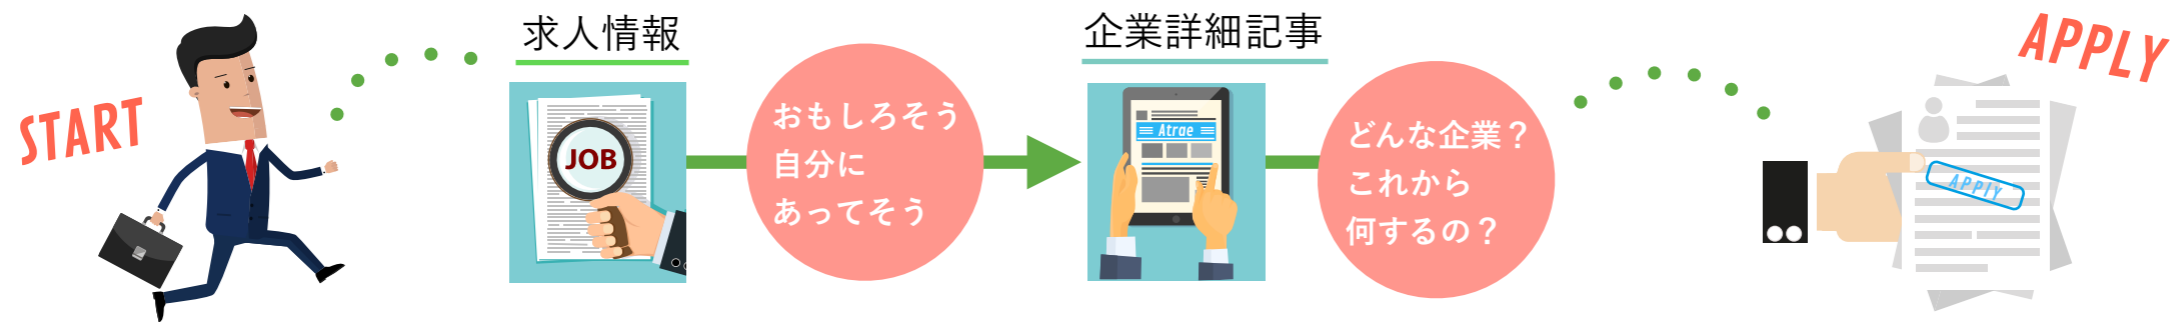 START
求人情報
JOB
おもしろそう
自分に
あってそう
企業詳細記事
Atrae
どんな企業？
これから
何するの？
APPLY
APPLY